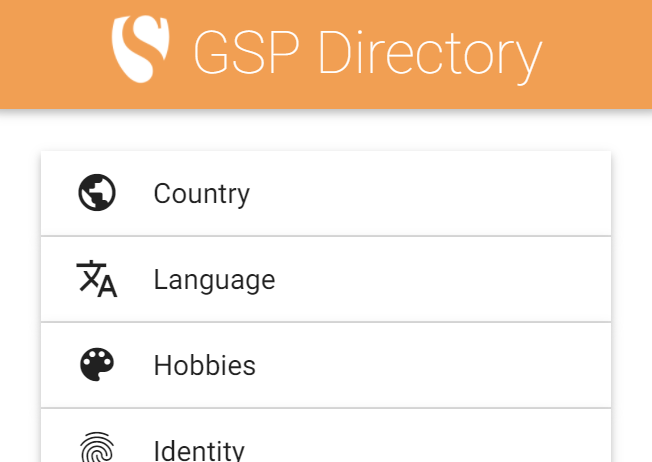 GSP Directory
Country
Language
Hobbies
Identity